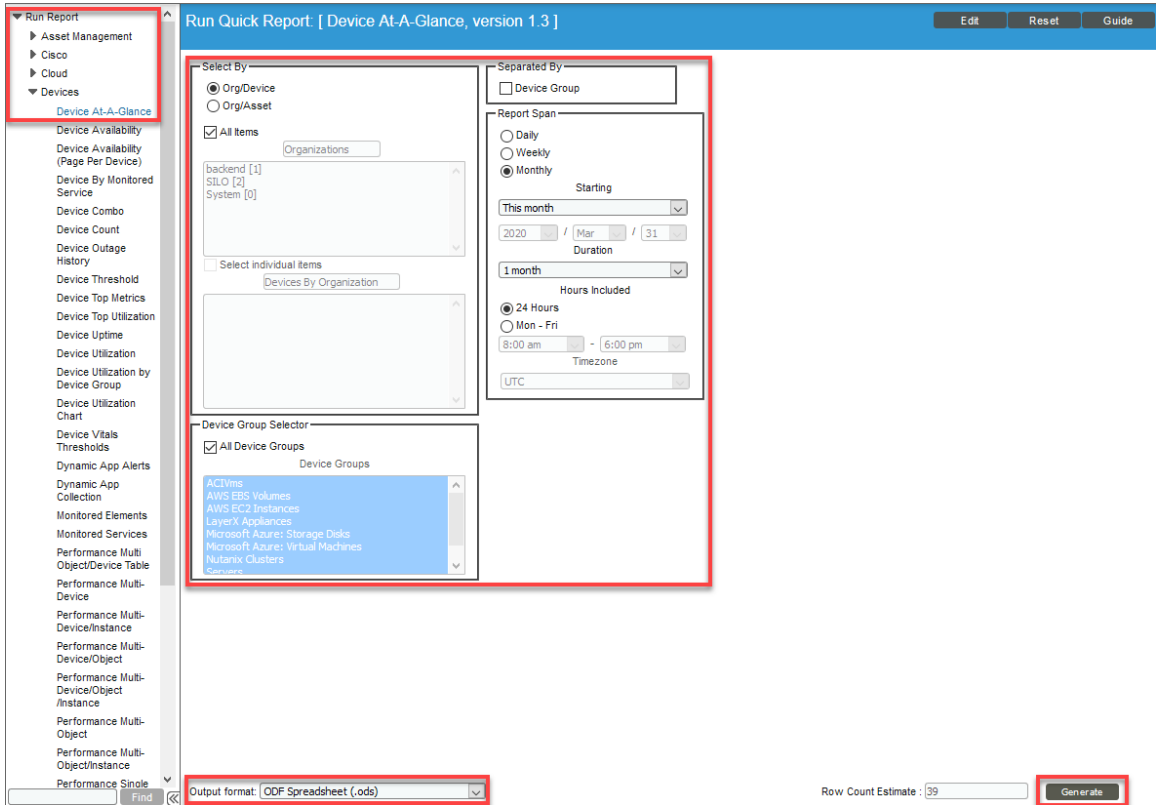 Run Report
Asset Management
Cisco
Cloud
Devices
Device At-A-Glance
Device Availability
Device Availability
(Page Per Device)
Device By Monitored
Service
Device Combo
Device Count
Device Outage
History
Device Threshold
Device Top Metrics
Device Top Utilization
Device Uptime
Device Utilization
Device Utilization by
Device Group
Device Utilization
Chart
Device Vitals
Thresholds
Dynamic App Alerts
Dynamic App
Collection
Monitored Elements
Monitored Services
Performance Multi
Object/Device Table
Performance Multi-
Device
Performance Multi-
Device/Instance
Performance Multi-
Device/Object
Performance Multi-
Device/Object
/Instance
Performance Multi-
Object
Performance Multi-
Object/Instance
Performance Single
Find
Run Quick Report: [ Device At-A-Glance, version 1.3 ]
Edit
Reset
Guide
Select By
Org/Device
Org/Asset
All Items
Organizations
backend [1]
SILO [2]
System [0]
Select individual items
Devices By Organization
Device Group Selector
All Device Groups
Device Groups
ACIVms
AWS EBS Volumes
AWS EC2 Instances
LayerX Appliances
Microsoft Azure: Storage Disks
Microsoft Azure: Virtual Machines
Nutanix Clusters
Servers
Separated By
Device Group
Report Span
Daily
Weekly
Monthly
Starting
This month
2020 / Mar / 31
Duration
1 month
Hours Included
24 Hours
Mon - Fri
8:00 am - 6:00 pm
Timezone
UTC
Output format: ODF Spreadsheet (.ods)
Row Count Estimate : 39
Generate